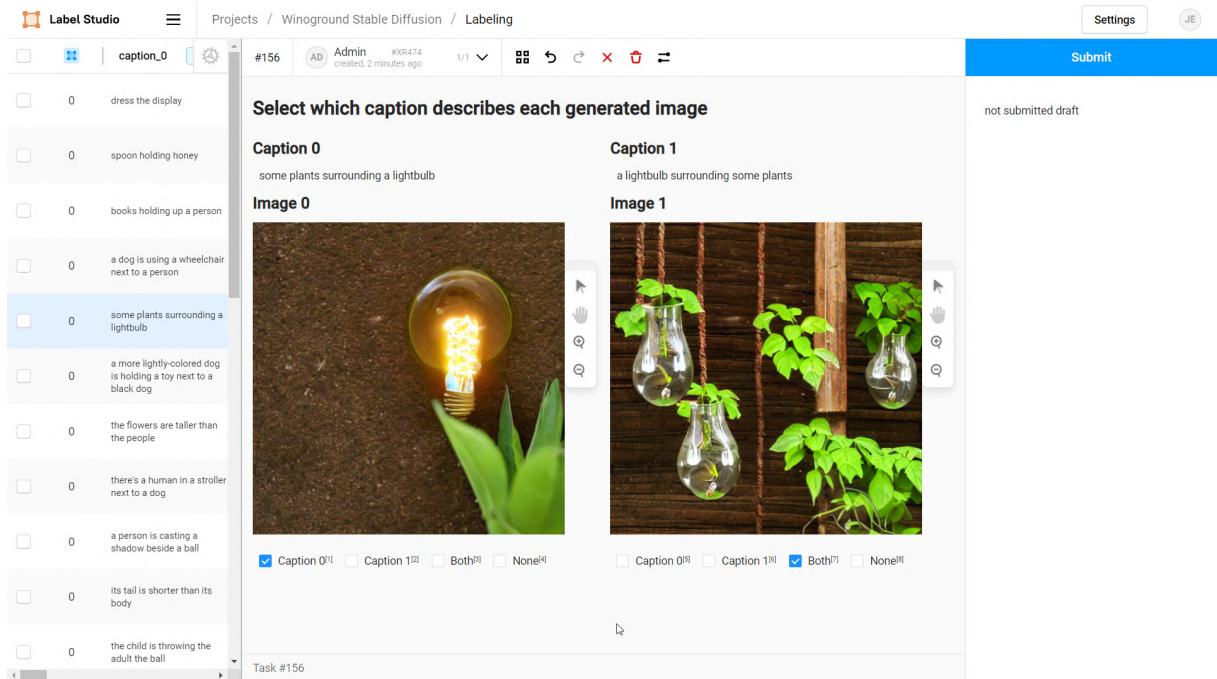 Label Studio
Projects / Winoground Stable Diffusion / Labeling
Settings
JE
caption_0
0 dress the display
0 spoon holding honey
0 books holding up a person
0 a dog is using a wheelchair
next to a person
0 some plants surrounding a
lightbulb
0 a more lightly-colored dog
is holding a toy next to a
black dog
0 the flowers are taller than
the people
0 there's a human in a stroller
next to a dog
0 a person is casting a
shadow beside a ball
0 its tail is shorter than its
body
0 the child is throwing the
adult the ball
#156
AD
Admin #XR474
created, 2 minutes ago
1/1
Select which caption describes each generated image
Caption 0
some plants surrounding a lightbulb
Image 0
Caption 0[1] Caption 1[2] Both[3] None[4]
Caption 1
a lightbulb surrounding some plants
Image 1
Caption 0[5] Caption 1[6] Both[7] None[8]
Task #156
Submit
not submitted draft